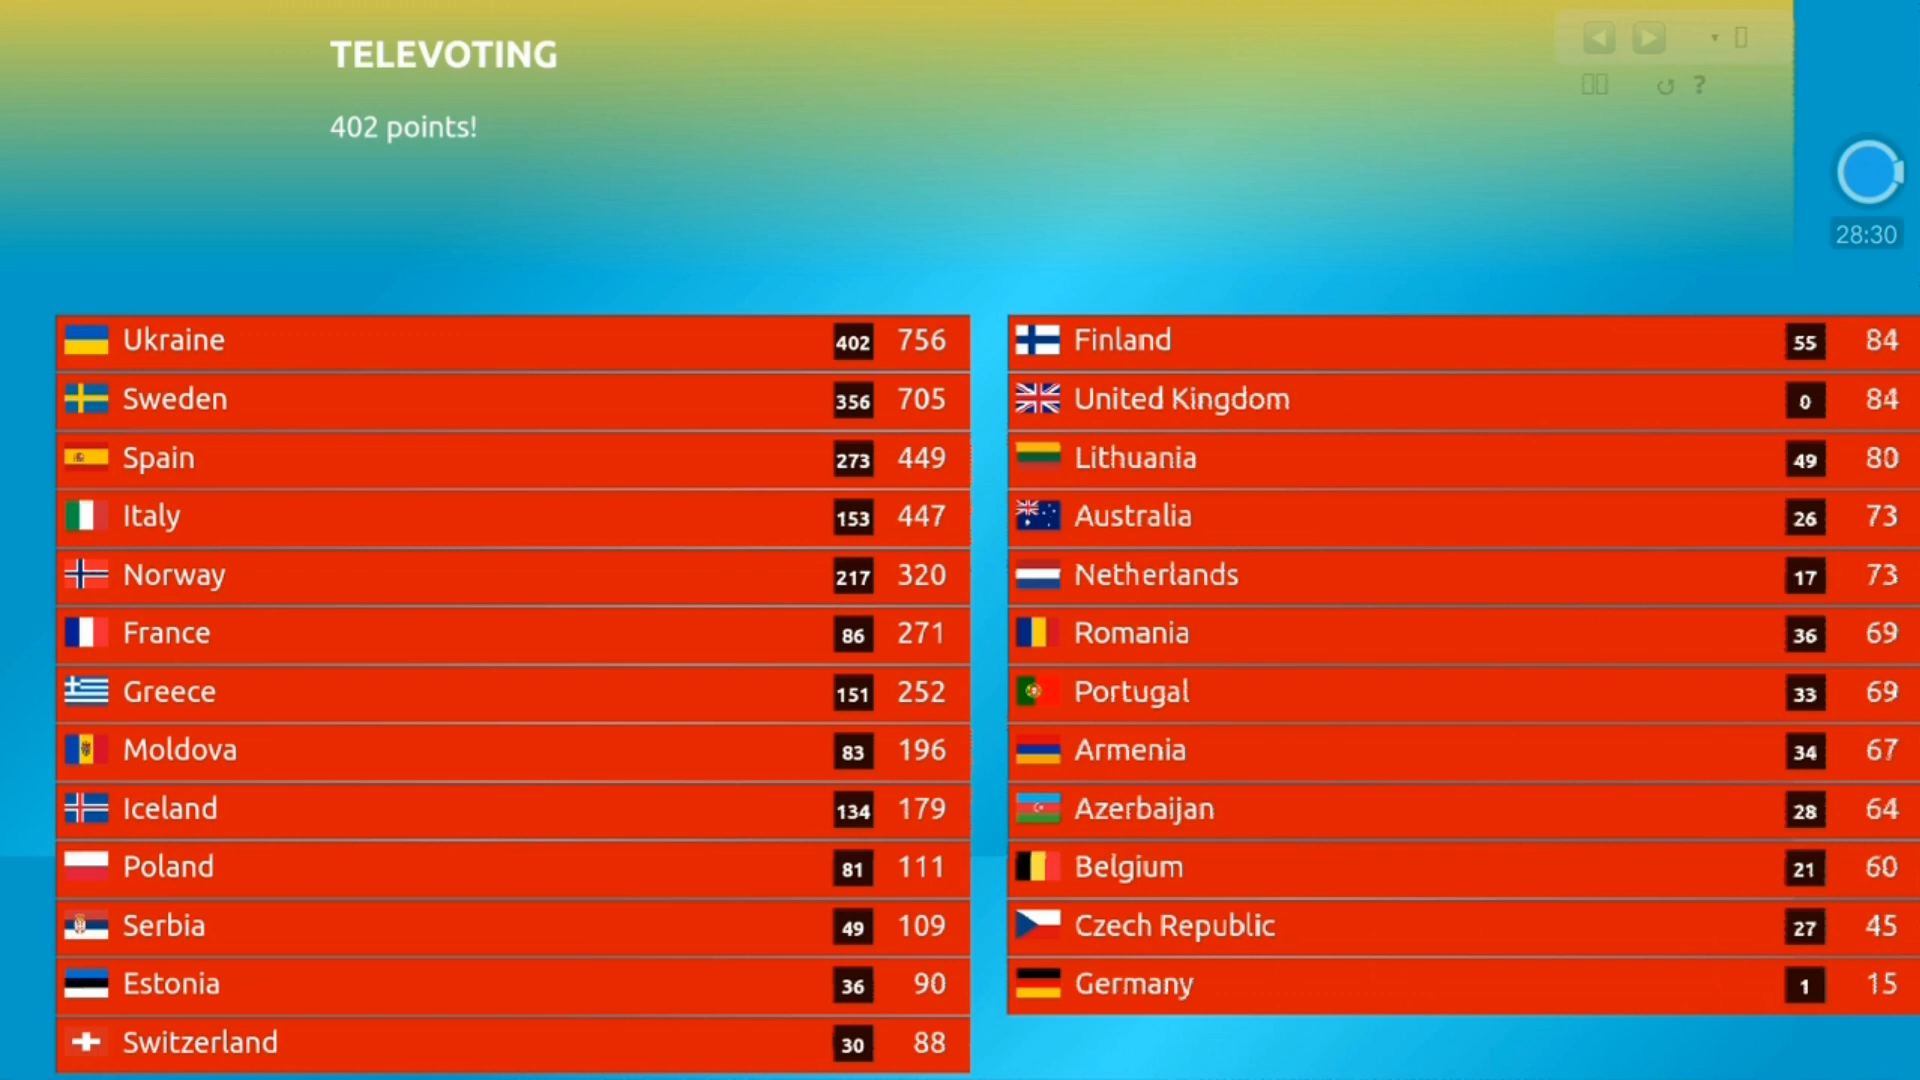 TELEVOTING
402 points!
?
28:30
Ukraine 402 756
Sweden 356 705
Spain 273 449
Italy 153 447
Norway 217 320
France 86 271
Greece 151 252
Moldova 83 196
Iceland 134 179
Poland 81 111
Serbia 49 109
Estonia 36 90
Switzerland 30 88
Finland 55 84
United Kingdom 0 84
Lithuania 49 80
Australia 26 73
Netherlands 17 73
Romania 36 69
Portugal 33 69
Armenia 34 67
Azerbaijan 28 64
Belgium 21 60
Czech Republic 27 45
Germany 1 15